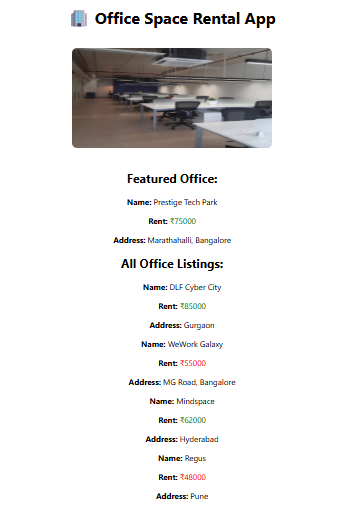 Office Space Rental App
Featured Office:
Name: Prestige Tech Park
Rent: ₹75000
Address: Marathahalli, Bangalore
All Office Listings:
Name: DLF Cyber City
Rent: ₹85000
Address: Gurgaon
Name: WeWork Galaxy
Rent: ₹55000
Address: MG Road, Bangalore
Name: Mindspace
Rent: ₹62000
Address: Hyderabad
Name: Regus
Rent: ₹48000
Address: Pune